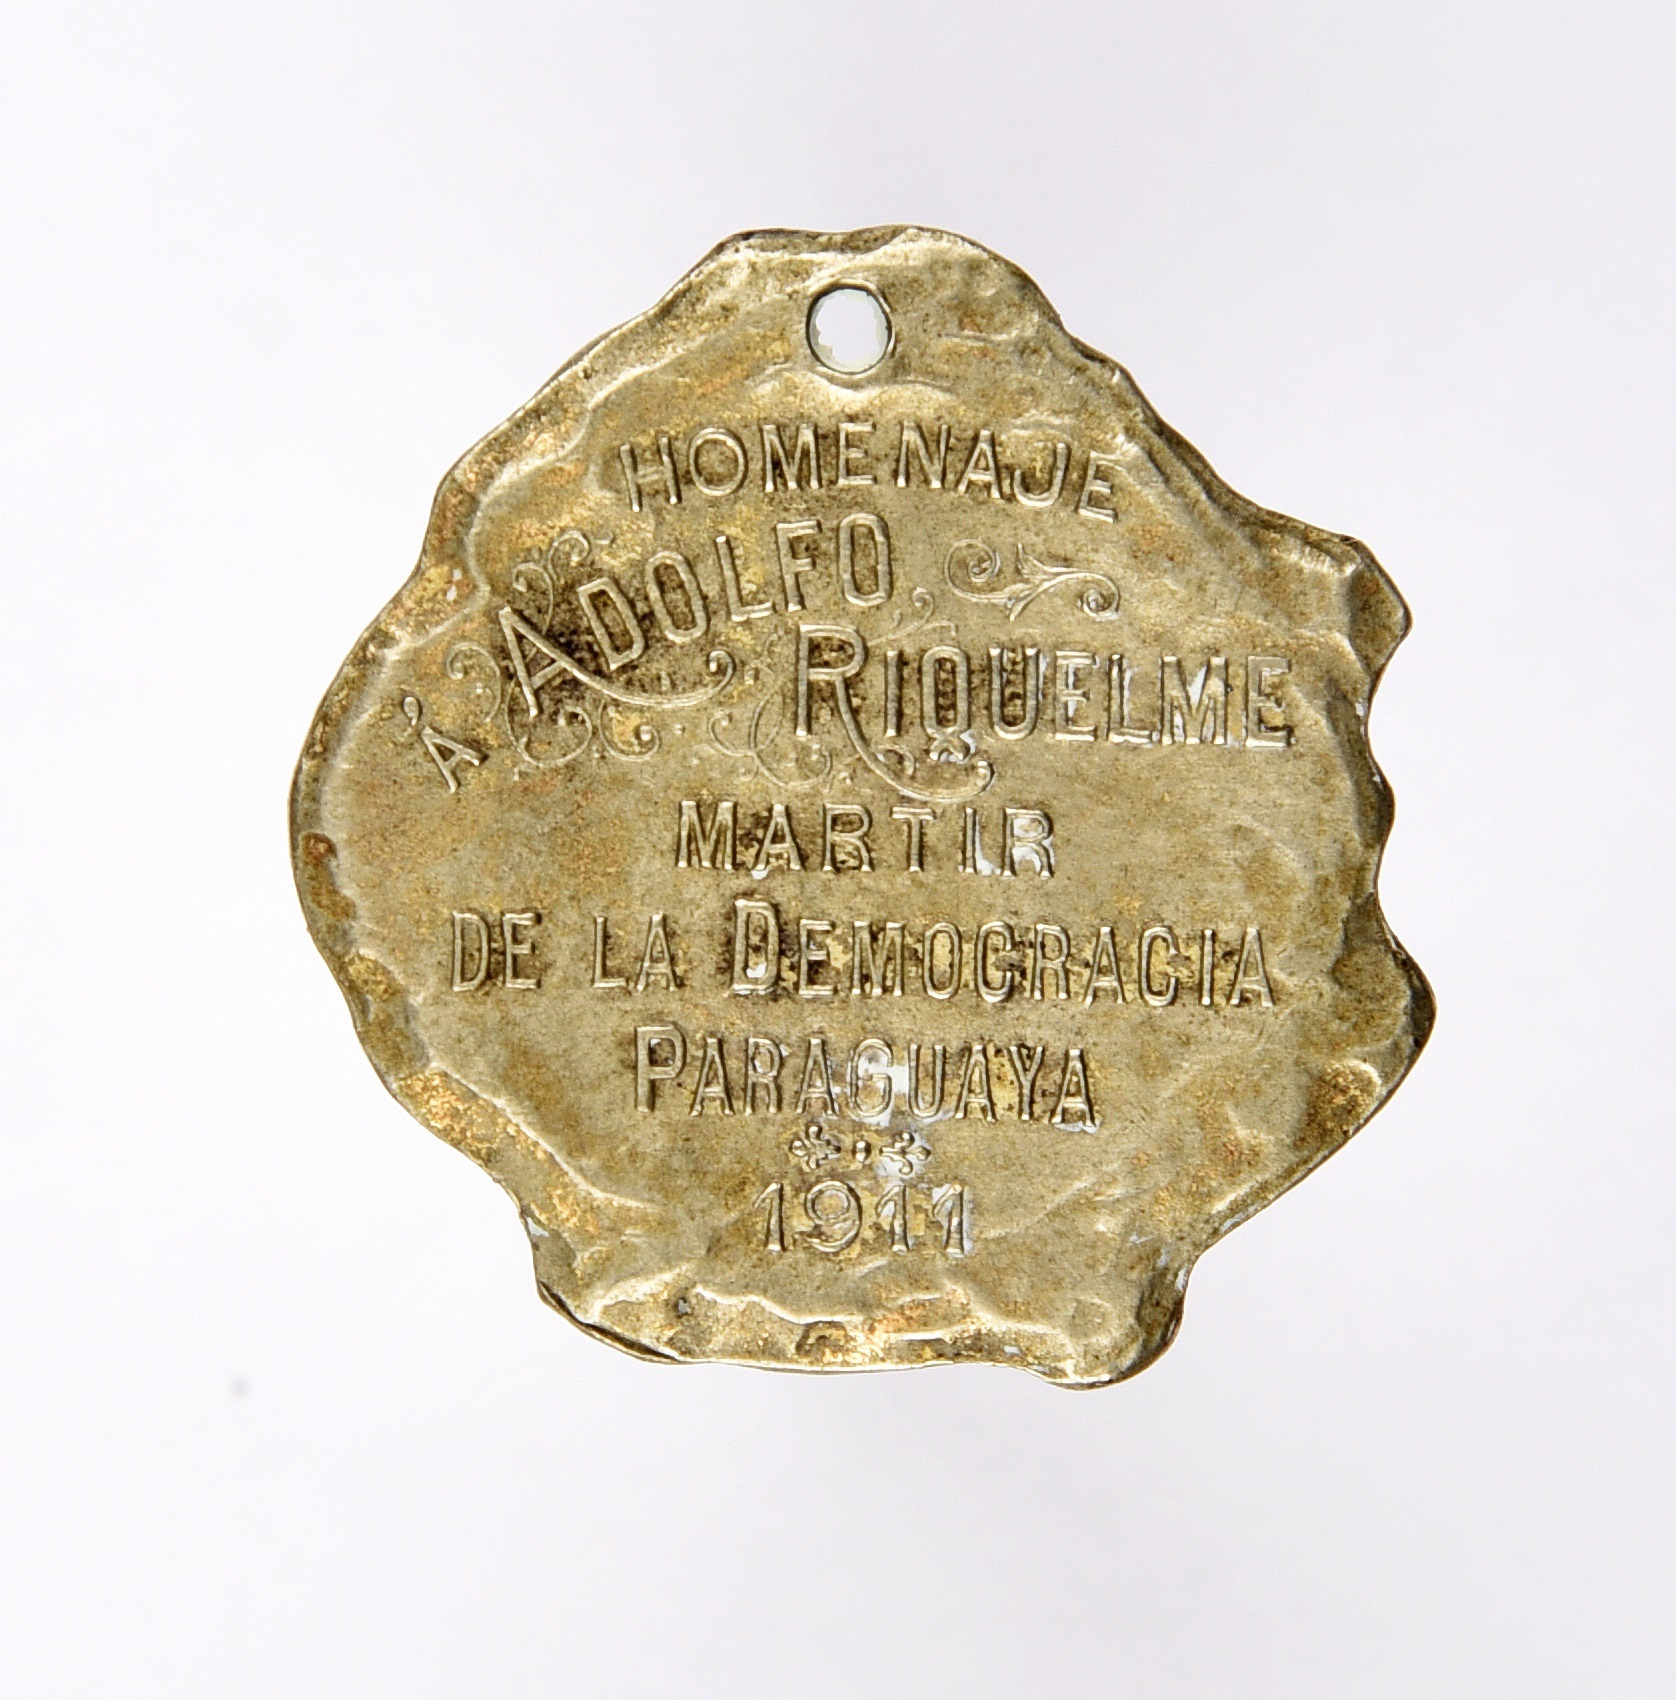 HOMENAJE
Á ADOLFO
RIQUELME
MARTIR
DE LA DEMOCRACIA
PARAGUAYA
1911